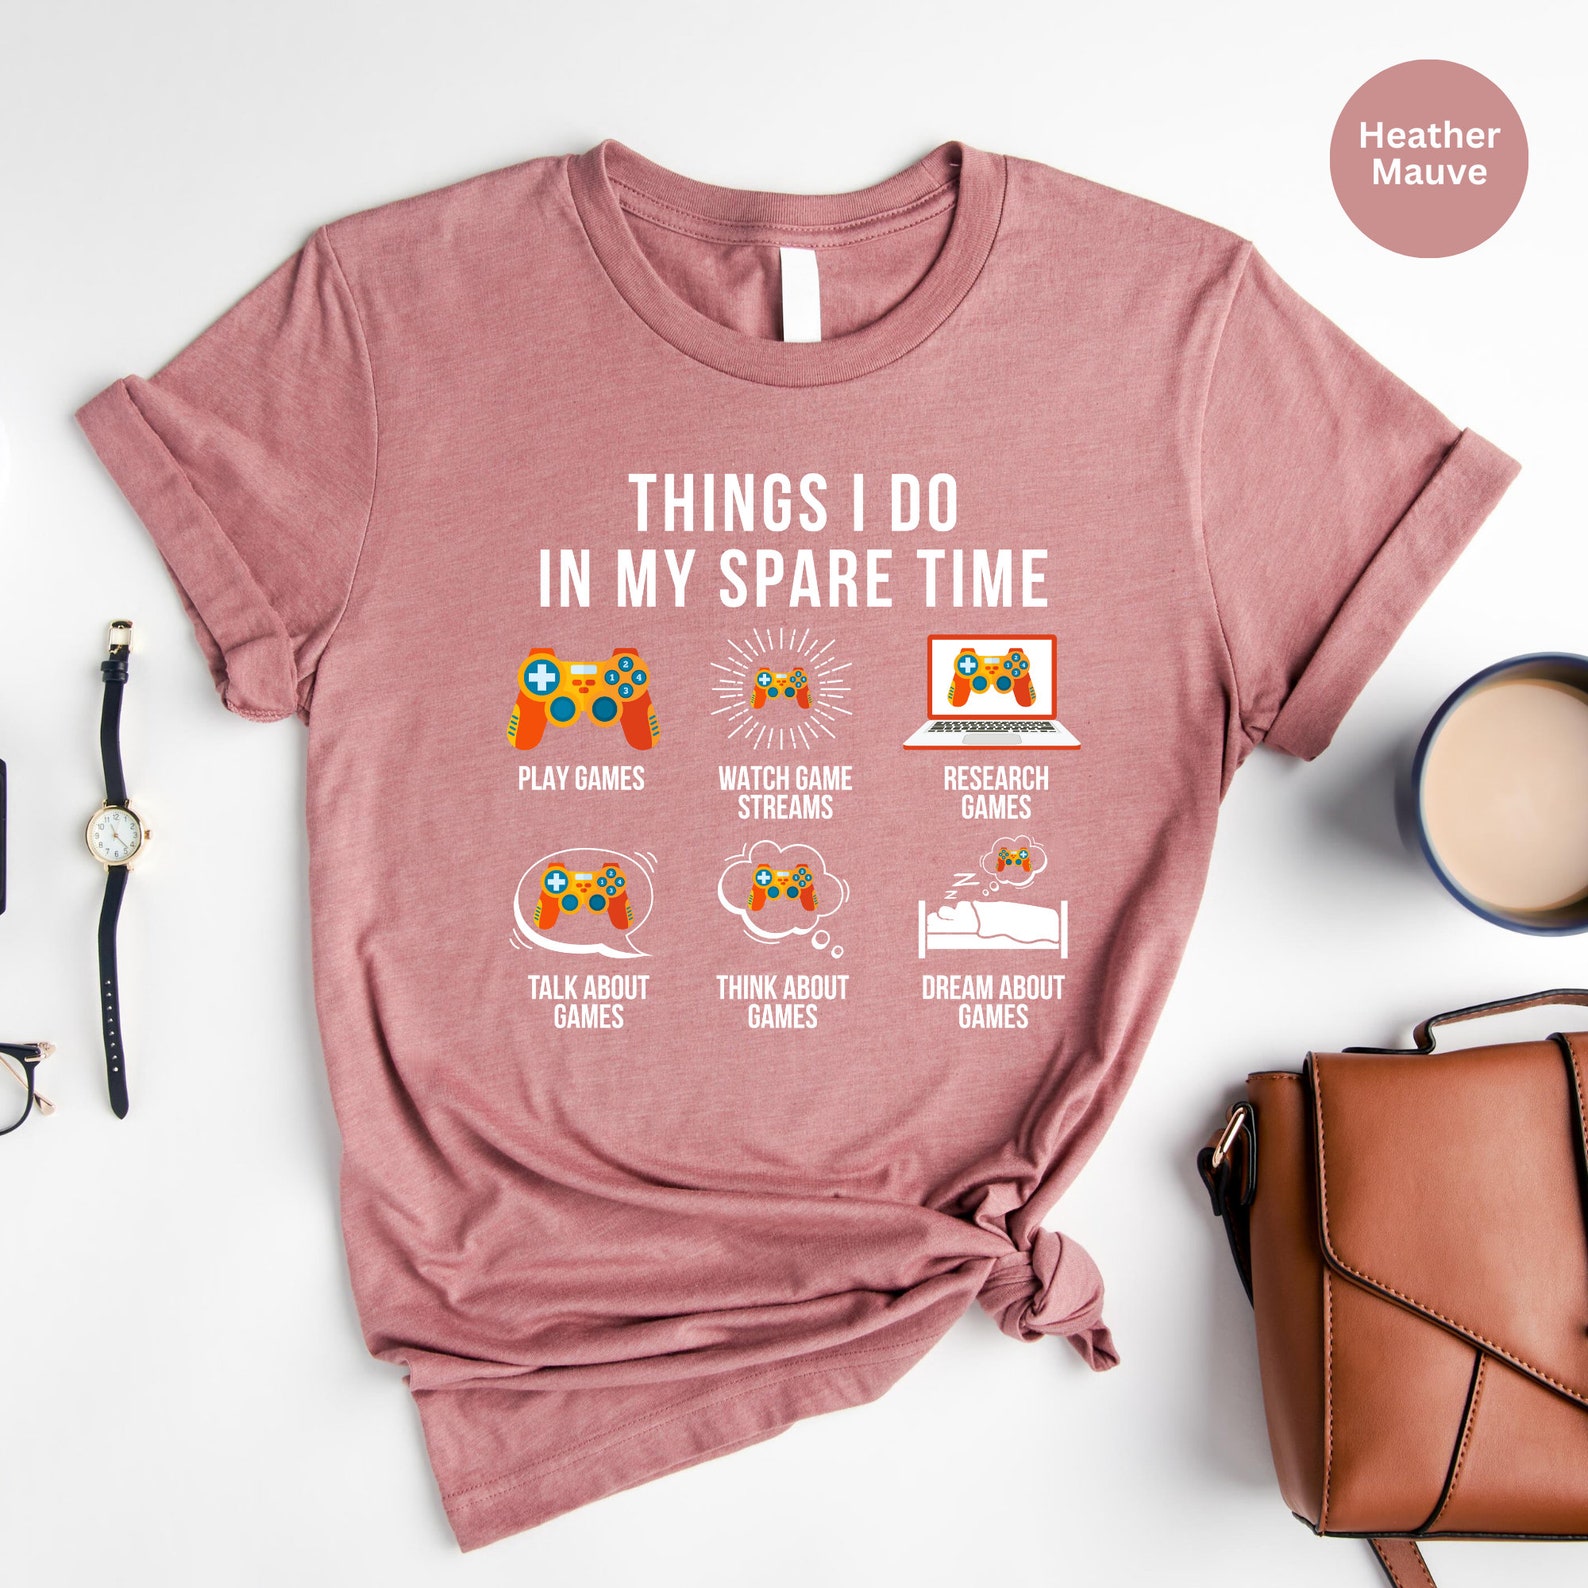 Heather
Mauve
THINGS I DO
IN MY SPARE TIME
PLAY GAMES
WATCH GAME
STREAMS
RESEARCH
GAMES
TALK ABOUT
GAMES
THINK ABOUT
GAMES
DREAM ABOUT
GAMES